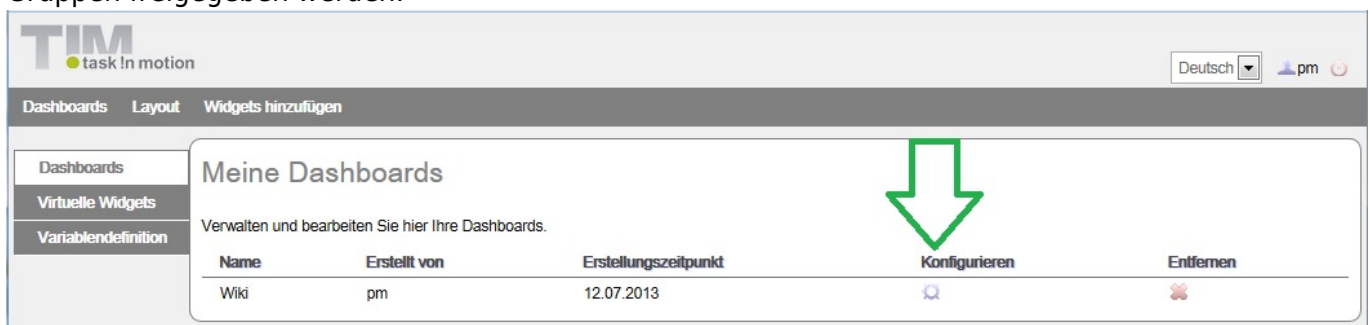 Gruppen freigegeben werden.
TIM
task !n motion
Deutsch pm
Dashboards Layout Widgets hinzufügen
Dashboards
Virtuelle Widgets
Variablendefinition
Meine Dashboards
Verwalten und bearbeiten Sie hier Ihre Dashboards.
Name Erstellt von Erstellungszeitpunkt Konfigurieren Entfernen
Wiki pm 12.07.2013